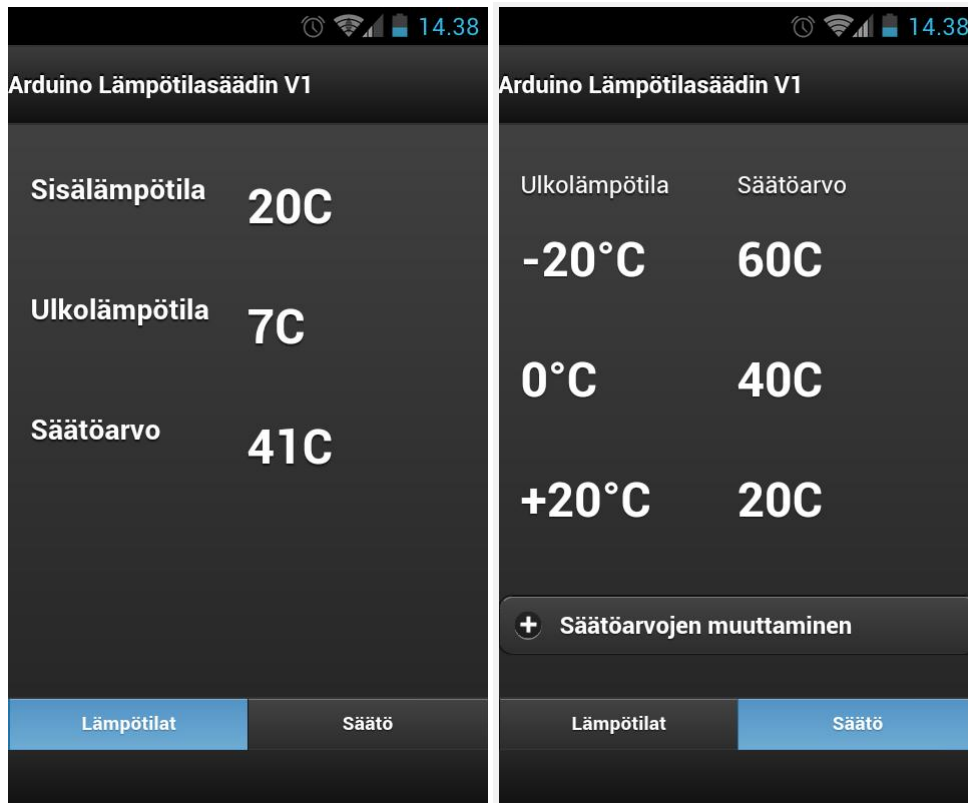 14.38
Arduino Lämpötilasäädin V1
Sisälämpötila 20C
Ulkolämpötila 7C
Säätöarvo 41C
Lämpötilat Säätö
14.38
Arduino Lämpötilasäädin V1
Ulkolämpötila Säätöarvo
-20°C 60C
0°C 40C
+20°C 20C
Säätöarvojen muuttaminen
Lämpötilat Säätö